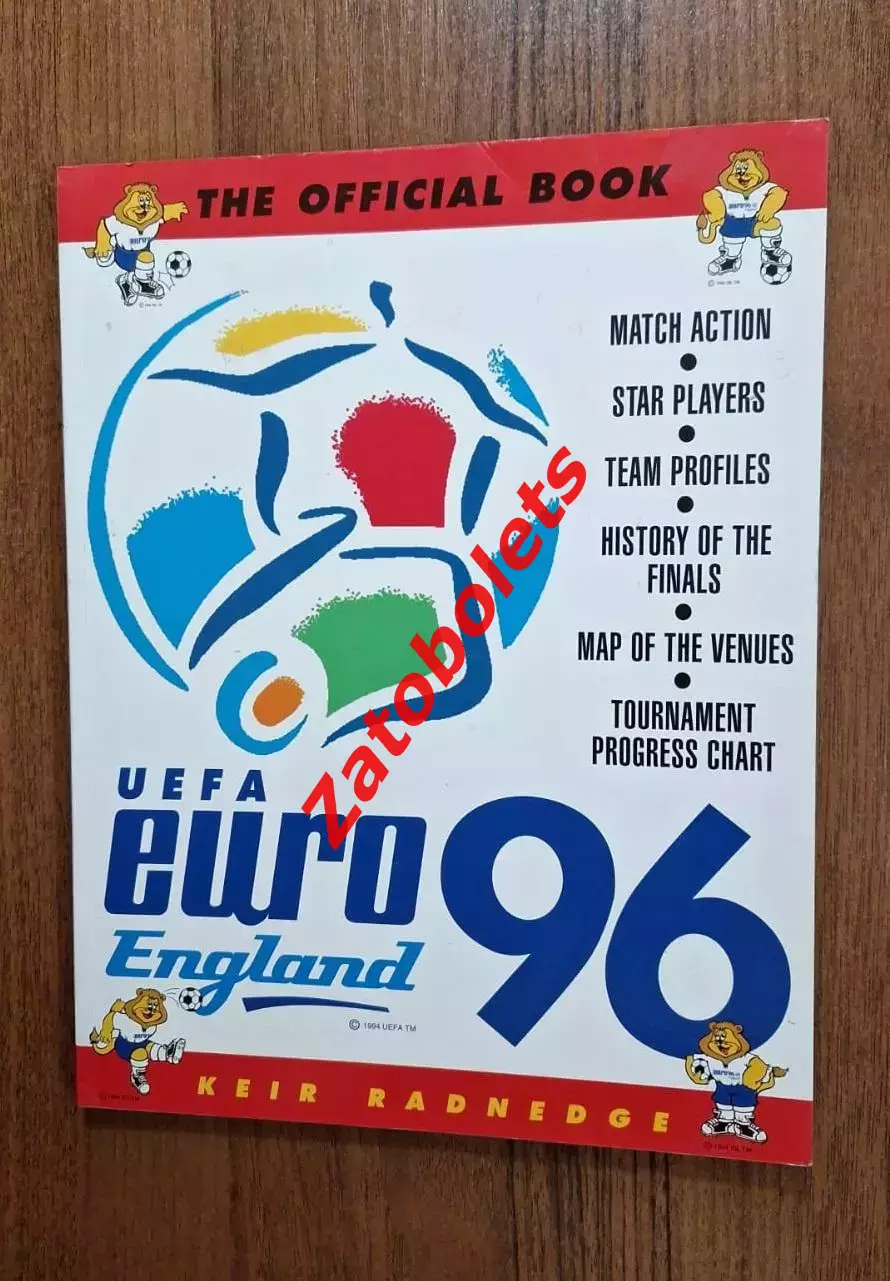 THE OFFICIAL BOOK
MATCH ACTION
STAR PLAYERS
TEAM PROFILES
HISTORY OF THE
FINALS
MAP OF THE VENUES
TOURNAMENT
PROGRESS CHART
Zatobolets
UEFA
euro 96
England
© 1994 UEFA TM
KEIR RADNEDGE